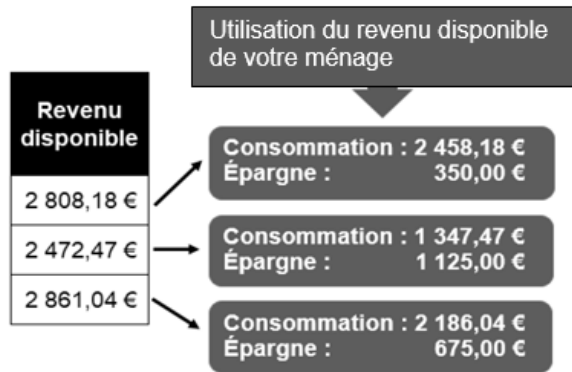 Utilisation du revenu disponible
de votre ménage
Revenu
disponible
2 808,18 €
2 472,47 €
2 861,04 €
Consommation : 2 458,18 €
Épargne : 350,00 €
Consommation : 1 347,47 €
Épargne : 1 125,00 €
Consommation : 2 186,04 €
Épargne : 675,00 €